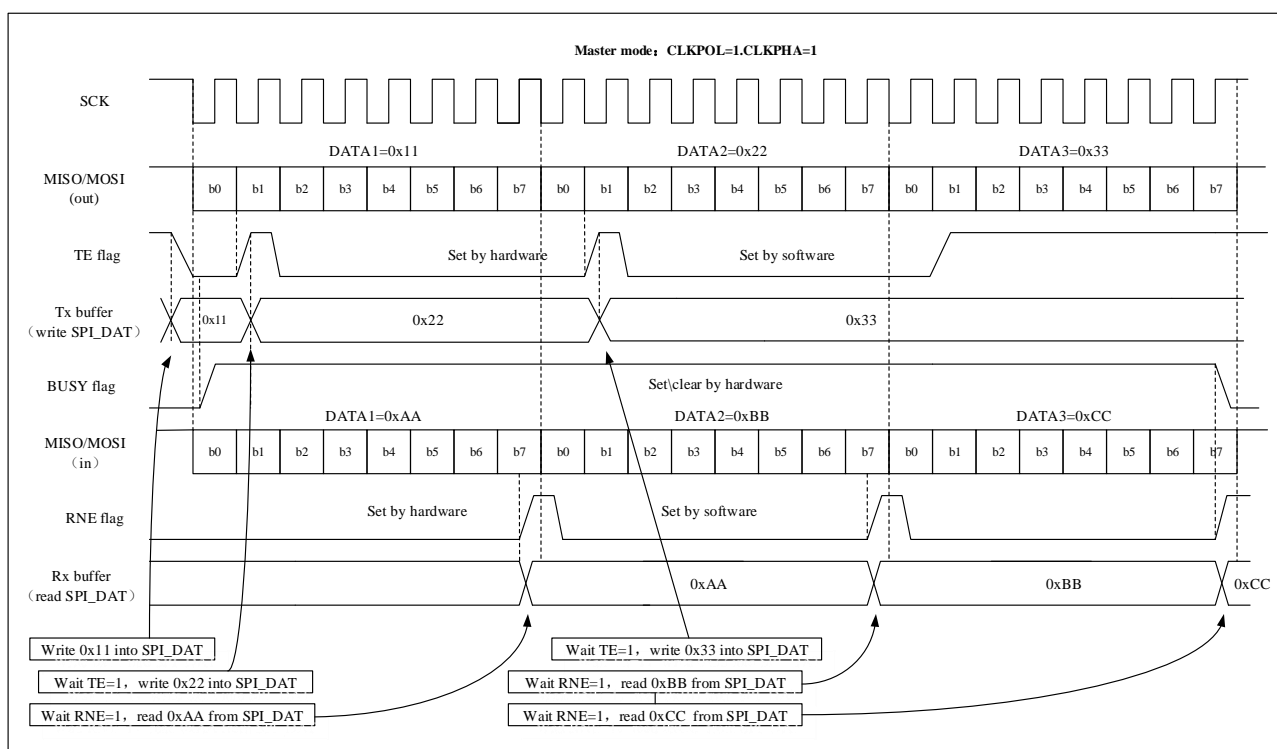 Master mode：CLKPOL=1.CLKPHA=1
SCK
DATA1=0x11 DATA2=0x22 DATA3=0x33
MISO/MOSI
(out)
b0 b1 b2 b3 b4 b5 b6 b7 b0 b1 b2 b3 b4 b5 b6 b7 b0 b1 b2 b3 b4 b5 b6 b7
TE flag
Set by hardware Set by software
Tx buffer
（write SPI_DAT）
0x11 0x22 0x33
BUSY flag
Set\clear by hardware
DATA1=0xAA DATA2=0xBB DATA3=0xCC
MISO/MOSI
（in）
b0 b1 b2 b3 b4 b5 b6 b7 b0 b1 b2 b3 b4 b5 b6 b7 b0 b1 b2 b3 b4 b5 b6 b7
RNE flag
Set by hardware Set by software
Rx buffer
（read SPI_DAT）
0xAA 0xBB 0xCC
Write 0x11 into SPI_DAT
Wait TE=1，write 0x33 into SPI_DAT
Wait TE=1，write 0x22 into SPI_DAT
Wait RNE=1，read 0xBB from SPI_DAT
Wait RNE=1，read 0xAA from SPI_DAT
Wait RNE=1，read 0xCC from SPI_DAT